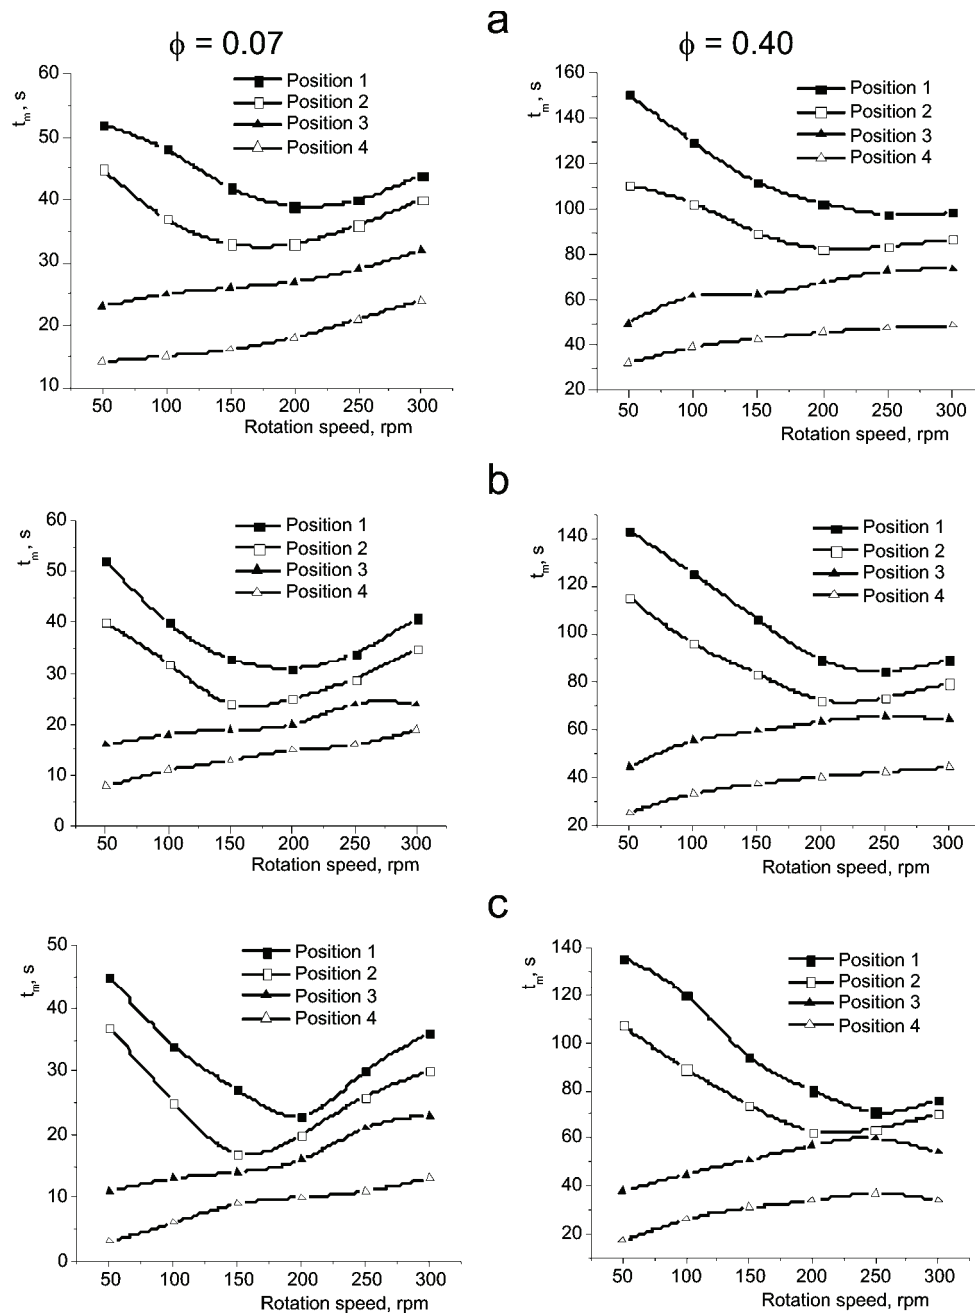 a
ϕ = 0.07
ϕ = 0.40
60
50
40
30
20
10
t_m, s
Position 1
Position 2
Position 3
Position 4
50 100 150 200 250 300
Rotation speed, rpm
160
140
120
100
80
60
40
20
t_m, s
Position 1
Position 2
Position 3
Position 4
50 100 150 200 250 300
Rotation speed, rpm
b
60
50
40
30
20
10
0
t_m, s
Position 1
Position 2
Position 3
Position 4
50 100 150 200 250 300
Rotation speed, rpm
140
120
100
80
60
40
20
t_m, s
Position 1
Position 2
Position 3
Position 4
50 100 150 200 250 300
Rotation speed, rpm
c
50
40
30
20
10
0
t_m, s
Position 1
Position 2
Position 3
Position 4
50 100 150 200 250 300
Rotation speed, rpm
140
120
100
80
60
40
20
t_m, s
Position 1
Position 2
Position 3
Position 4
50 100 150 200 250 300
Rotation speed, rpm